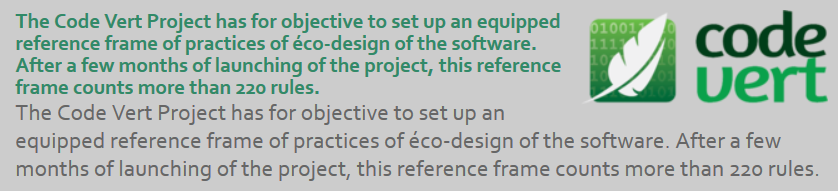 The Code Vert Project has for objective to set up an equipped
reference frame of practices of éco-design of the software.
After a few months of launching of the project, this reference
frame counts more than 220 rules.
code
vert
The Code Vert Project has for objective to set up an
equipped reference frame of practices of éco-design of the software. After a few
months of launching of the project, this reference frame counts more than 220 rules.